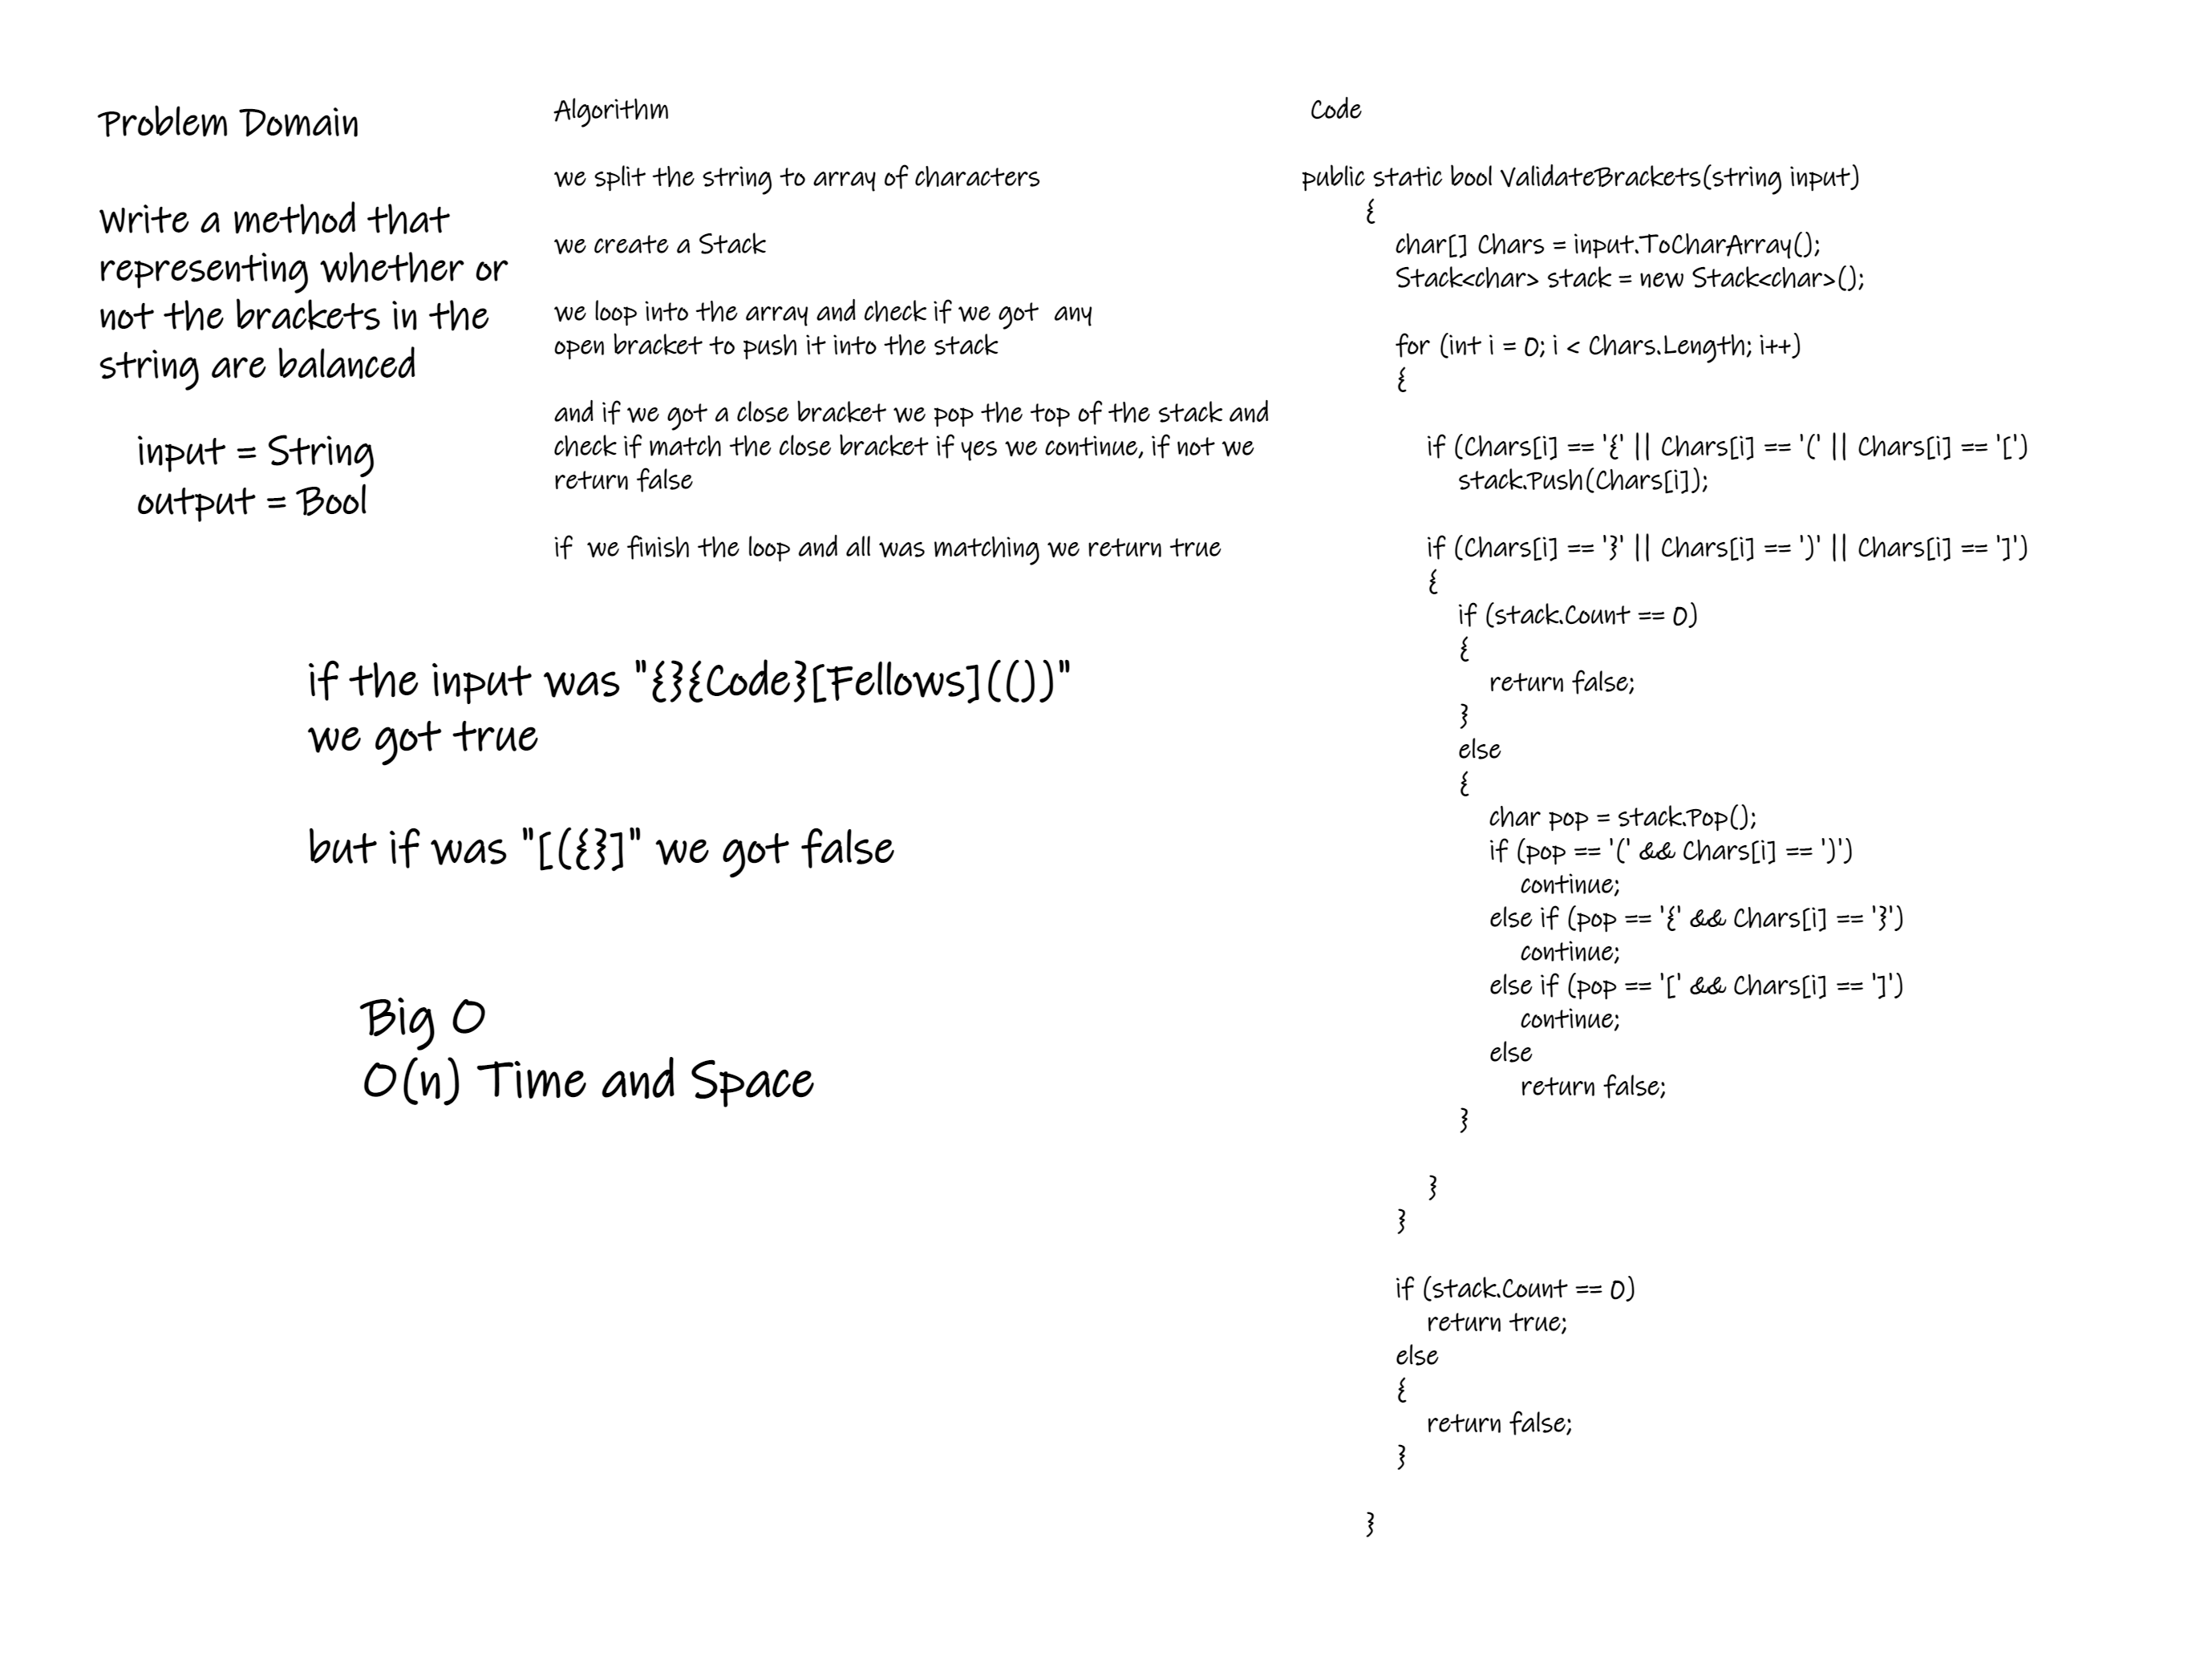 Problem Domain
Write a method that
representing whether or
not the brackets in the
string are balanced
input = String
output = Bool
Algorithm
we split the string to array of characters
we create a Stack
we loop into the array and check if we got  any
open bracket to push it into the stack
and if we got a close bracket we pop the top of the stack and
check if match the close bracket if yes we continue, if not we
return false
if  we finish the loop and all was matching we return true
if the input was "{}{Code}[Fellows](())"
we got true
but if was "[({}]" we got false
Big O
O(n) Time and Space
Code
public static bool ValidateBrackets(string input)
{
char[] Chars = input.ToCharArray();
Stack<char> stack = new Stack<char>();
for (int i = 0; i < Chars.Length; i++)
{
if (Chars[i] == '{' || Chars[i] == '(' || Chars[i] == '[')
stack.Push(Chars[i]);
if (Chars[i] == '}' || Chars[i] == ')' || Chars[i] == ']')
{
if (stack.Count == 0)
{
return false;
}
else
{
char pop = stack.Pop();
if (pop == '(' && Chars[i] == ')')
continue;
else if (pop == '{' && Chars[i] == '}')
continue;
else if (pop == '[' && Chars[i] == ']')
continue;
else
return false;
}
}
}
if (stack.Count == 0)
return true;
else
{
return false;
}
}